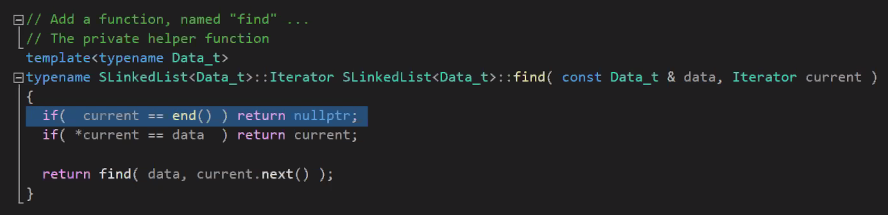 // Add a function, named "find" ...
// The private helper function
template<typename Data_t>
typename SLinkedList<Data_t>::Iterator SLinkedList<Data_t>::find( const Data_t & data, Iterator current )
{
  if(  current == end() ) return nullptr;
  if( *current == data  ) return current;

  return find( data, current.next() );
}